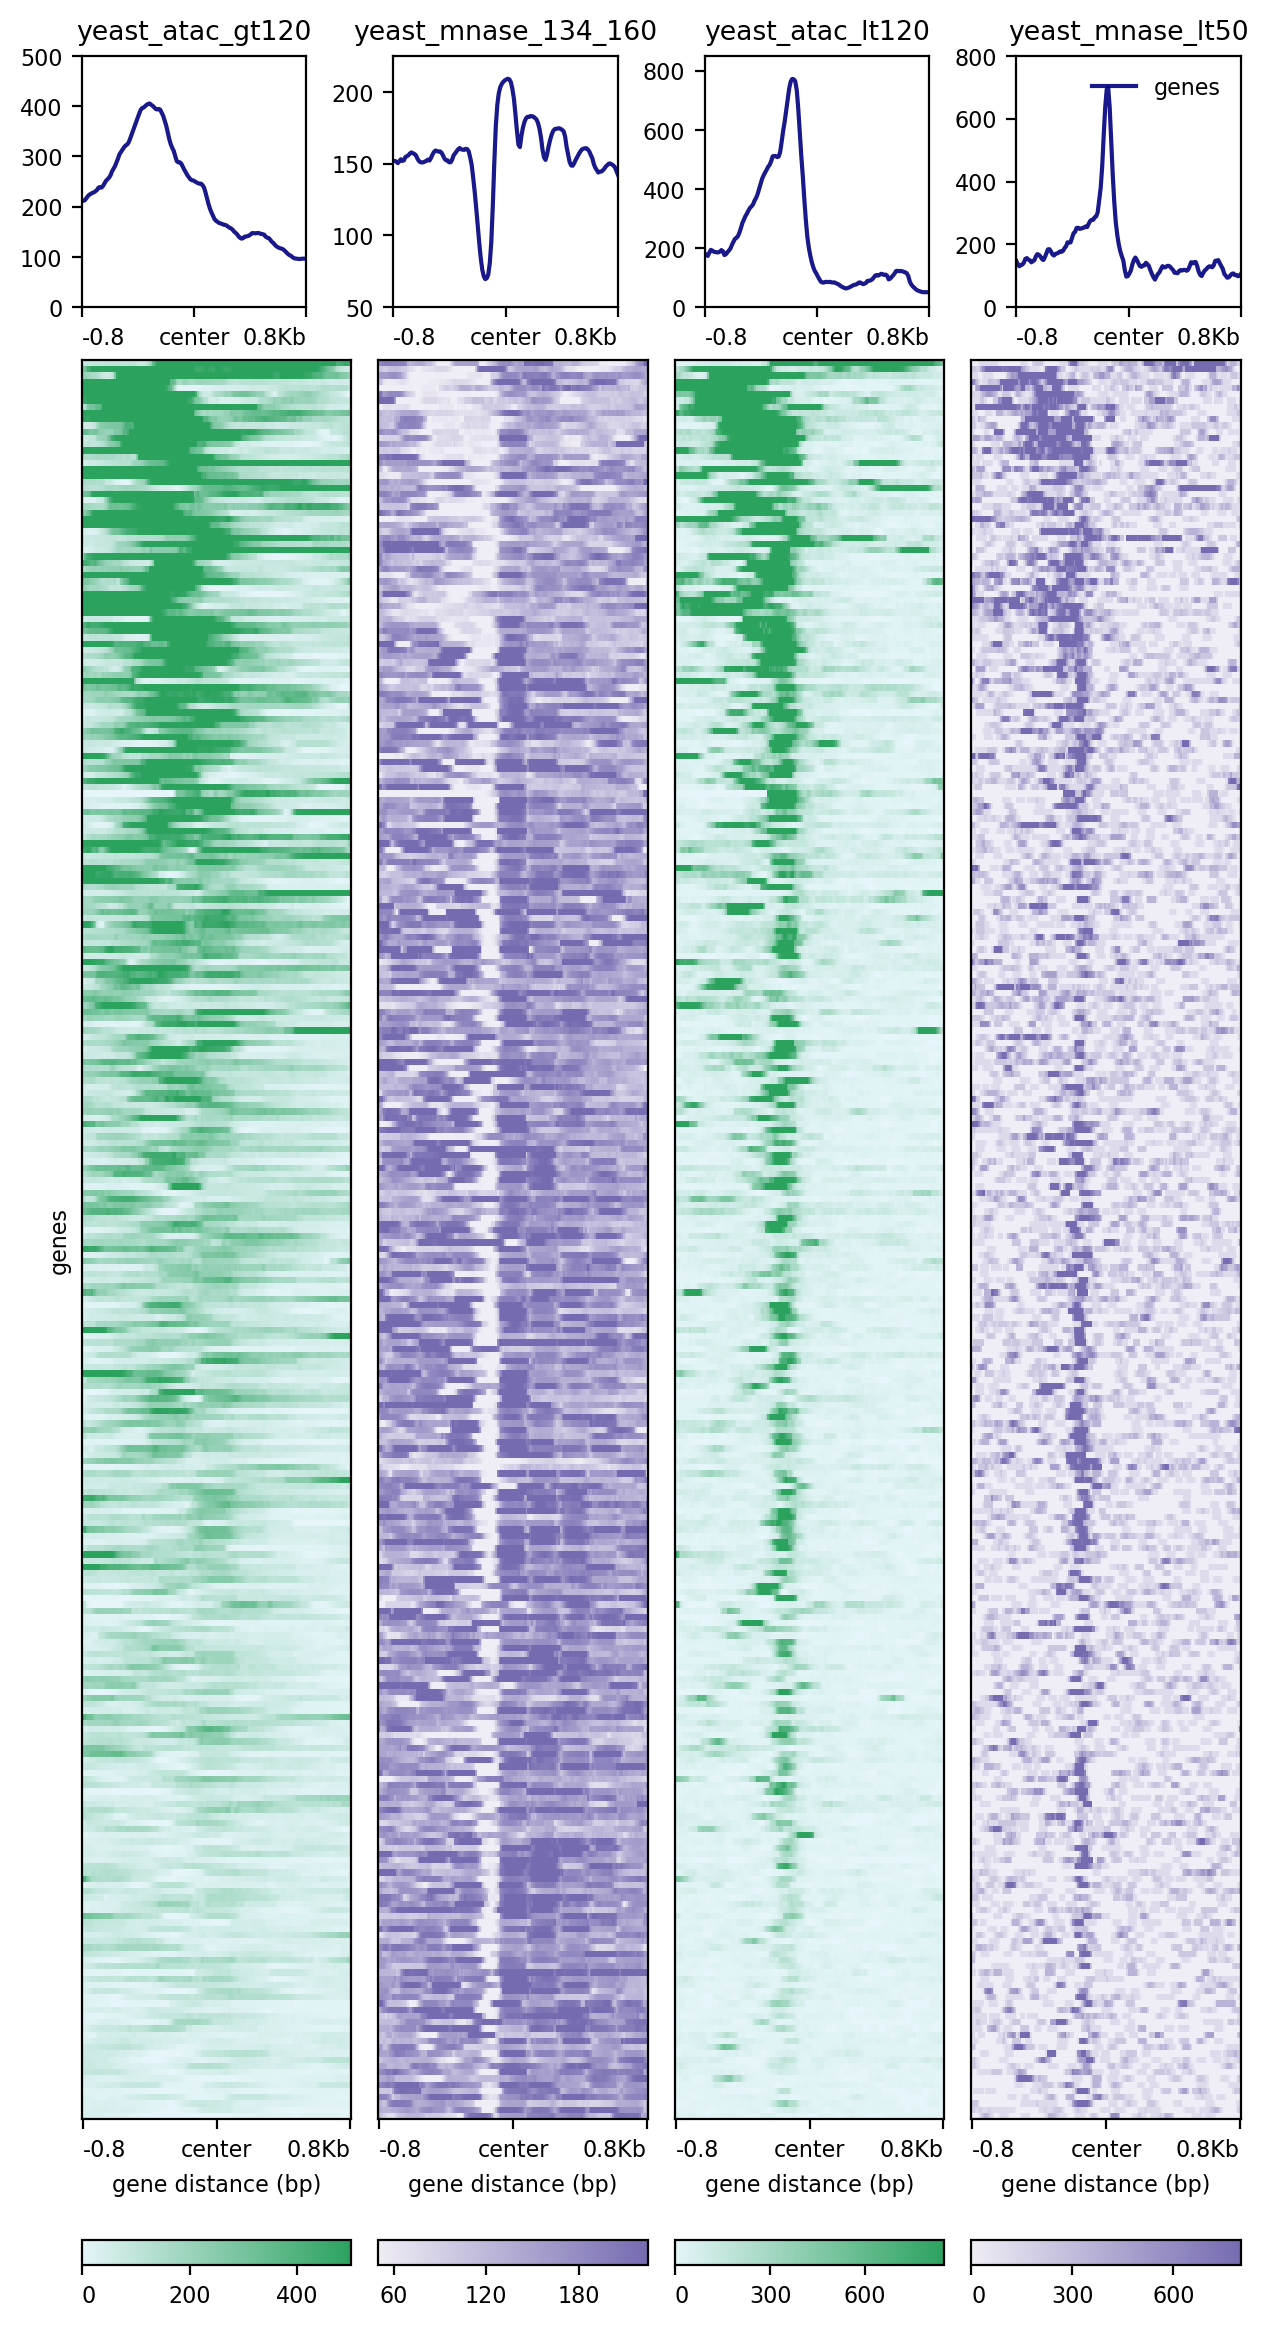 yeast_atac_gt120 yeast_mnase_134_160 yeast_atac_lt120 yeast_mnase_lt50
500
400
300
200
100
0
-0.8 center 0.8Kb
200
150
100
50
-0.8 center 0.8Kb
800
600
400
200
0
-0.8 center 0.8Kb
800
600
400
200
0
genes
-0.8 center 0.8Kb
genes
-0.8 center 0.8Kb -0.8 center 0.8Kb -0.8 center 0.8Kb -0.8 center 0.8Kb
gene distance (bp) gene distance (bp) gene distance (bp) gene distance (bp)
0 200 400 60 120 180 0 300 600 0 300 600